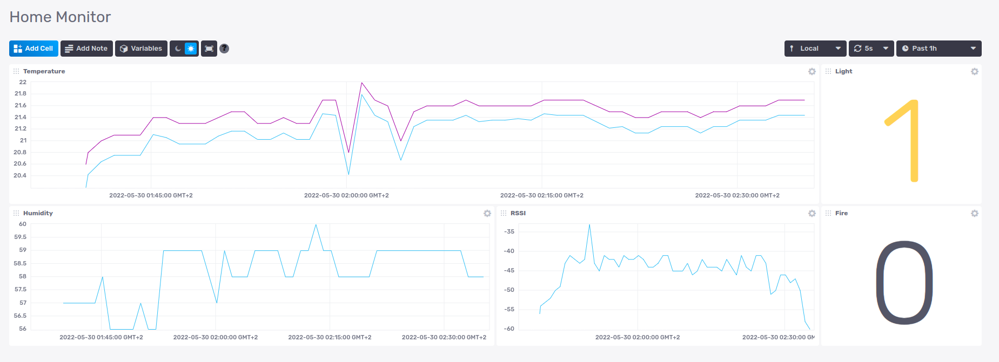 Home Monitor
Add Cell Add Note Variables ? Local 5s Past 1h
Temperature
22
21.8
21.6
21.4
21.2
21
20.8
20.6
20.4
2022-05-30 01:45:00 GMT+2 2022-05-30 02:00:00 GMT+2 2022-05-30 02:15:00 GMT+2 2022-05-30 02:30:00 GMT+2
Light
1
Humidity
60
59.5
59
58.5
58
57.5
57
56.5
56
2022-05-30 01:45:00 GMT+2 2022-05-30 02:00:00 GMT+2 2022-05-30 02:15:00 GMT+2 2022-05-30 02:30:00 GMT+2
RSSI
-35
-40
-45
-50
-55
-60
2022-05-30 02:00:00 GMT+2 2022-05-30 02:30:00 GM
Fire
0